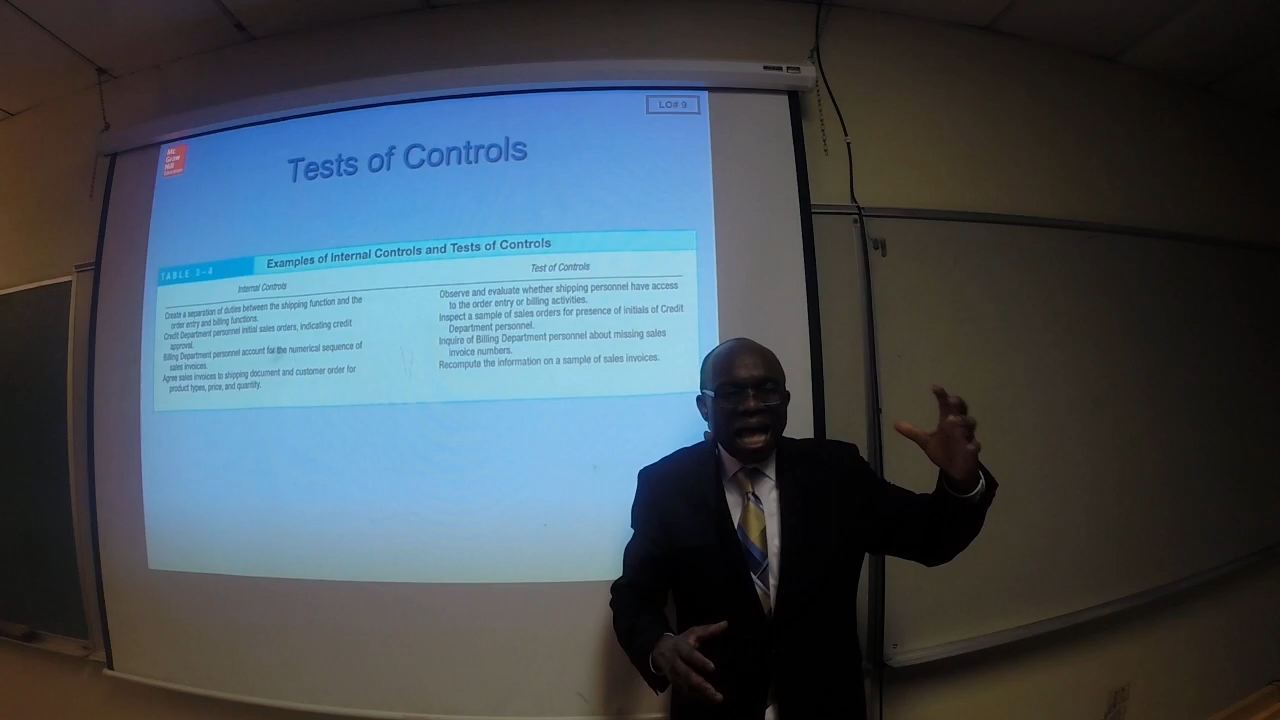 LO# 9
Mc
Graw
Hill
Education
Tests of Controls
TABLE 3–4
Examples of Internal Controls and Tests of Controls
Internal Controls
Create a separation of duties between the shipping function and the
order entry and billing functions.
Credit Department personnel initial sales orders, indicating credit
approval.
Billing Department personnel account for the numerical sequence of
sales invoices.
Agree sales invoices to shipping document and customer order for
product types, price, and quantity.
Test of Controls
Observe and evaluate whether shipping personnel have access
to the order entry or billing activities.
Inspect a sample of sales orders for presence of initials of Credit
Department personnel.
Inquire of Billing Department personnel about missing sales
invoice numbers.
Recompute the information on a sample of sales invoices.